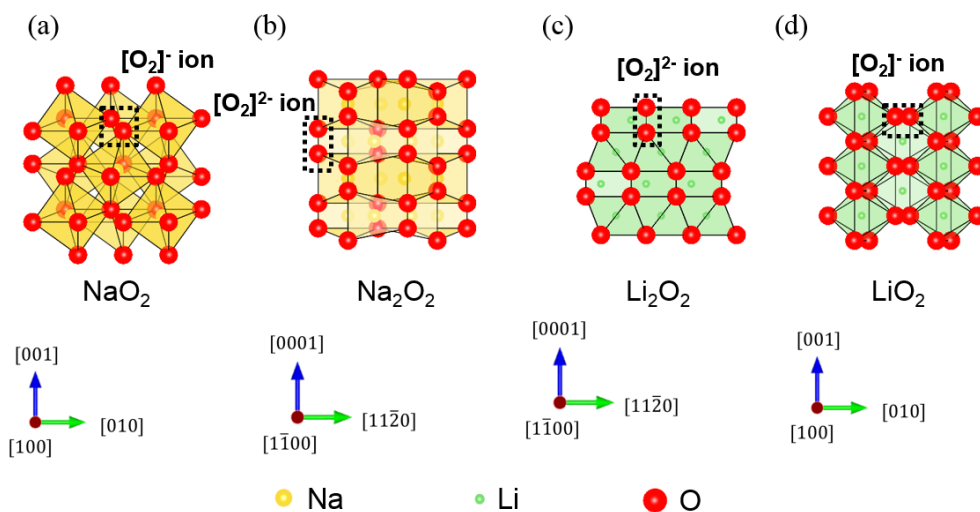 (a)
(b)
(c)
(d)
[O₂]⁻ ion
[O₂]²⁻ ion
[O₂]²⁻ ion
[O₂]⁻ ion
NaO₂
Na₂O₂
Li₂O₂
LiO₂
[001]
[010]
[100]
[0001]
[112̄0]
[11̄00]
[0001]
[112̄0]
[11̄00]
[001]
[010]
[100]
Na
Li
O